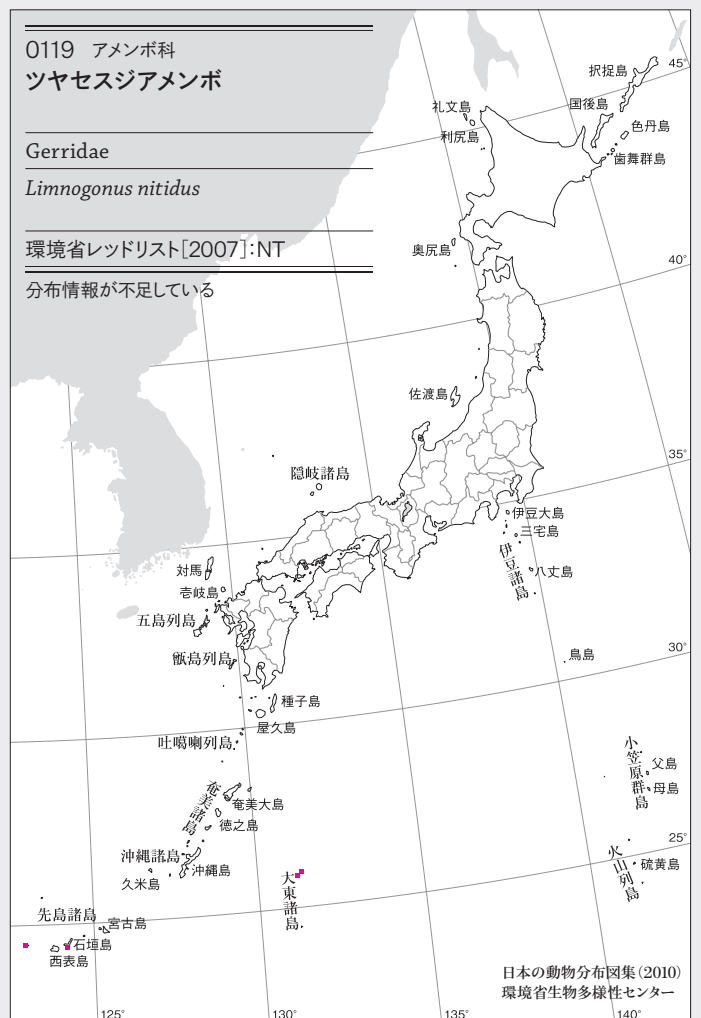 0119 アメンボ科
ツヤセスジアメンボ
Gerridae
Limnogonus nitidus
環境省レッドリスト[2007]:NT
分布情報が不足している
45°
択捉島
国後島
礼文島
色丹島
利尻島
歯舞群島
奥尻島
40°
佐渡島
35°
隠岐諸島
伊豆大島
三宅島
伊豆諸島
対馬
八丈島
壱岐島
五島列島
30°
鳥島
甑島列島
種子島
屋久島
吐噶喇列島
小笠原群島
父島
母島
奄美諸島
奄美大島
徳之島
25°
沖縄諸島
火山列島
硫黄島
沖縄島
大東諸島
久米島
先島諸島
宮古島
石垣島
西表島
日本の動物分布図集(2010)
環境省生物多様性センター
125°
130°
135°
140°